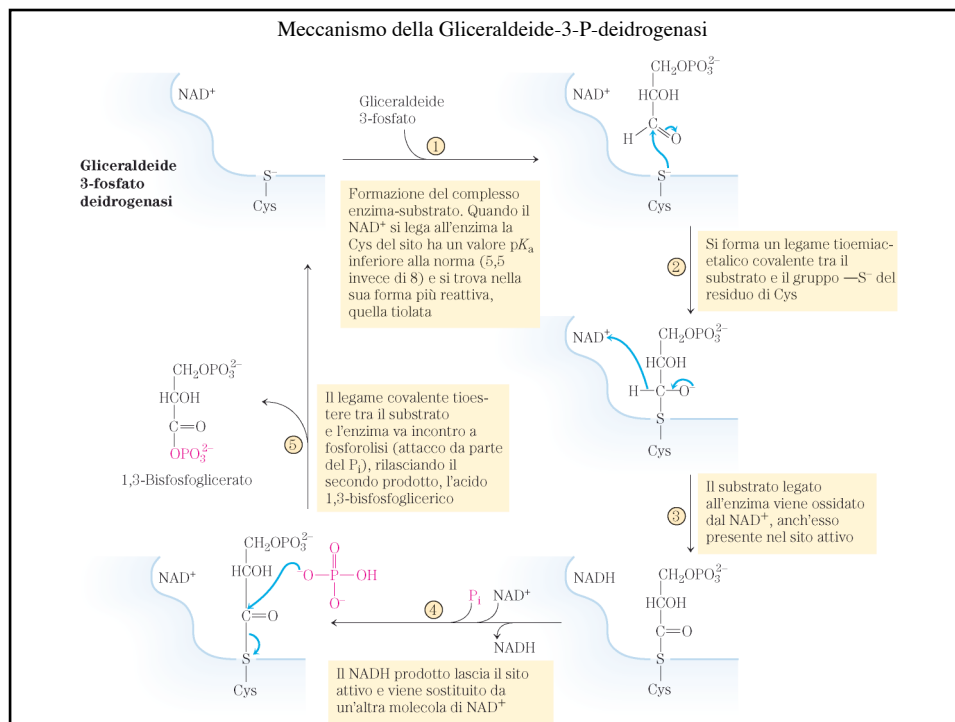 Meccanismo della Gliceraldeide-3-P-deidrogenasi
NAD+
Gliceraldeide
3-fosfato
deidrogenasi
S-
Cys
Gliceraldeide
3-fosfato
1
Formazione del complesso
enzima-substrato. Quando il
NAD+ si lega all'enzima la
Cys del sito ha un valore pKa
inferiore alla norma (5,5
invece di 8) e si trova nella
sua forma più reattiva,
quella tiolata
NAD+
CH2OPO3 2-
HCOH
C
H
O
S-
Cys
2
Si forma un legame tioemiac-
etalico covalente tra il
substrato e il gruppo —S- del
residuo di Cys
NAD+
CH2OPO3 2-
HCOH
H—C—O-
S
Cys
3
Il substrato legato
all'enzima viene ossidato
dal NAD+, anch'esso
presente nel sito attivo
NADH
CH2OPO3 2-
HCOH
C=O
S
Cys
4
Pi
NAD+
NADH
Il NADH prodotto lascia il sito
attivo e viene sostituito da
un'altra molecola di NAD+
NAD+
CH2OPO3 2-
HCOH
C=O
S
Cys
O
-O—P—OH
O-
5
Il legame covalente tioes-
tere tra il substrato
e l'enzima va incontro a
fosforolisi (attacco da parte
del Pi), rilasciando il
secondo prodotto, l'acido
1,3-bisfosfoglicerico
CH2OPO3 2-
HCOH
C=O
OPO3 2-
1,3-Bisfosfoglicerato